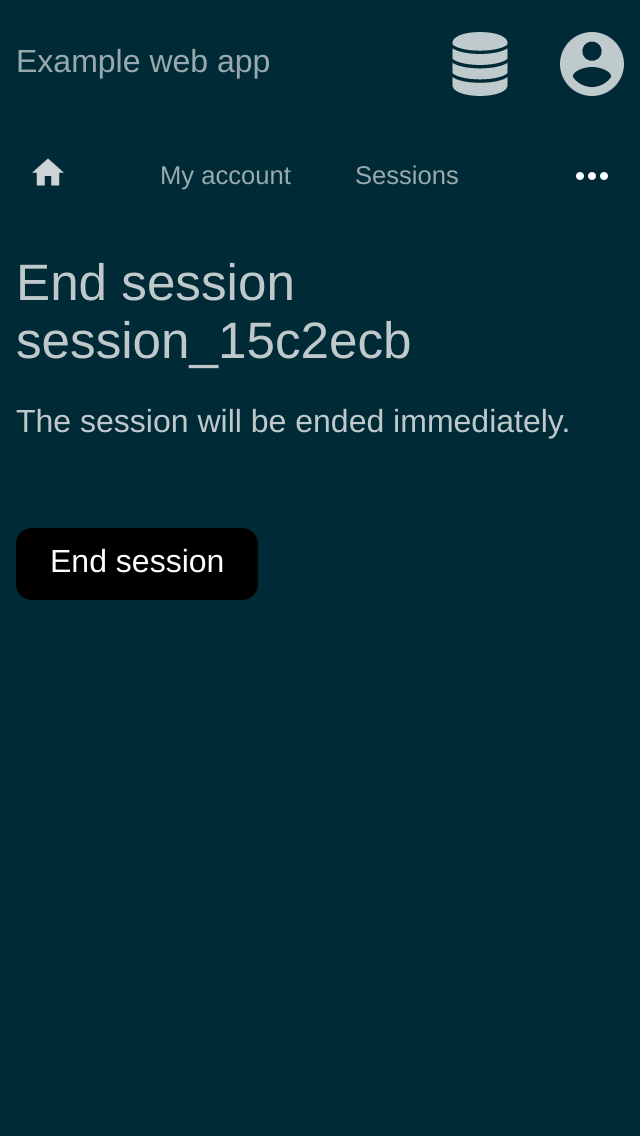 Example web app
My account Sessions
End session
session_15c2ecb
The session will be ended immediately.
End session